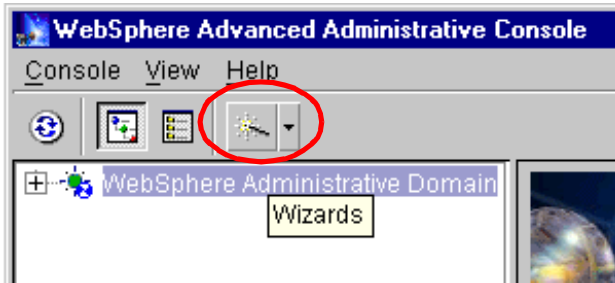 WebSphere Advanced Administrative Console
Console View Help
WebSphere Administrative Domain
Wizards